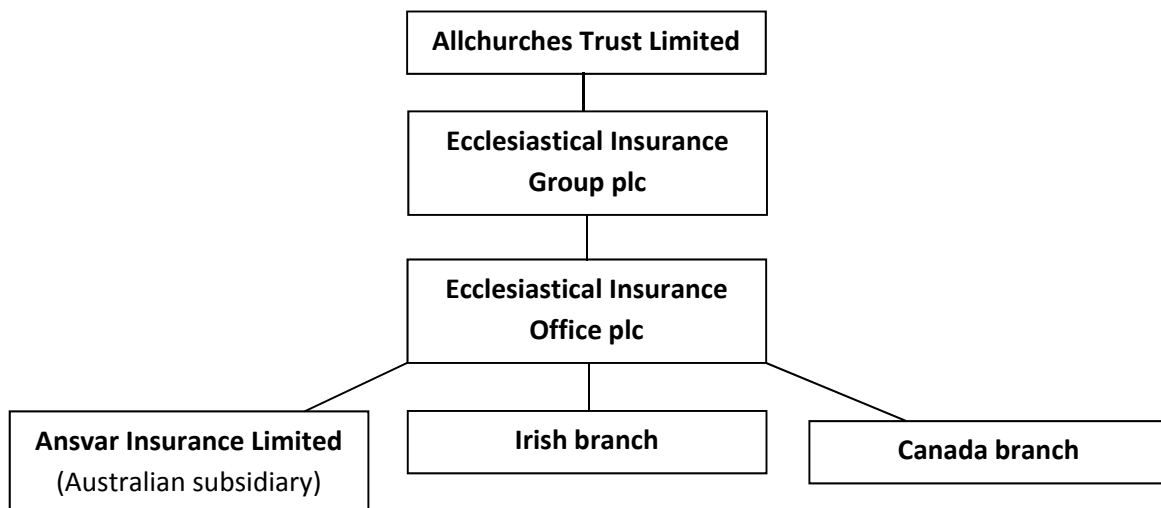 Allchurches Trust Limited
Ecclesiastical Insurance
Group plc
Ecclesiastical Insurance
Office plc
Ansvar Insurance Limited
(Australian subsidiary)
Irish branch
Canada branch